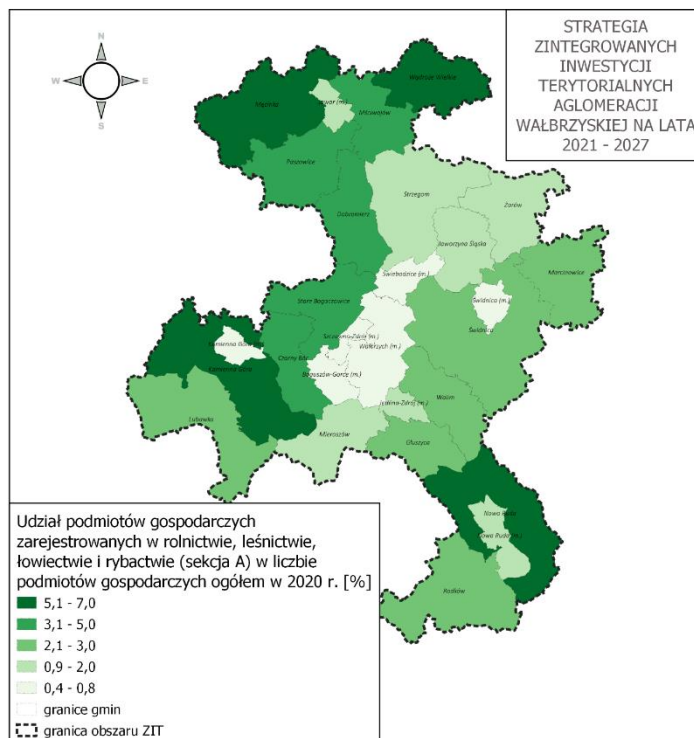 STRATEGIA
ZINTEGROWANYCH
INWESTYCJI
TERYTORIALNYCH
AGLOMERACJI
WAŁBRZYSKIEJ NA LATA
2021 - 2027
N
W
E
S
Wądroże Wielkie
Męcinka
Jawor (m.)
Mściwojów
Paszowice
Strzegom
Żarów
Dobromierz
Jaworzyna Śląska
Świebodzice (m.)
Marcinowice
Świdnica (m.)
Stare Bogaczowice
Świdnica
Szczawno-Zdrój (m.)
Wałbrzych (m.)
Czarny Bór
Kamienna Góra
Boguszów-Gorce (m.)
Walim
Jedlina-Zdrój (m.)
Lubawka
Mieroszów
Głuszyca
Nowa Ruda
Nowa Ruda (m.)
Radków
Udział podmiotów gospodarczych
zarejestrowanych w rolnictwie, leśnictwie,
łowiectwie i rybactwie (sekcja A) w liczbie
podmiotów gospodarczych ogółem w 2020 r. [%]
5,1 - 7,0
3,1 - 5,0
2,1 - 3,0
0,9 - 2,0
0,4 - 0,8
granice gmin
granica obszaru ZIT